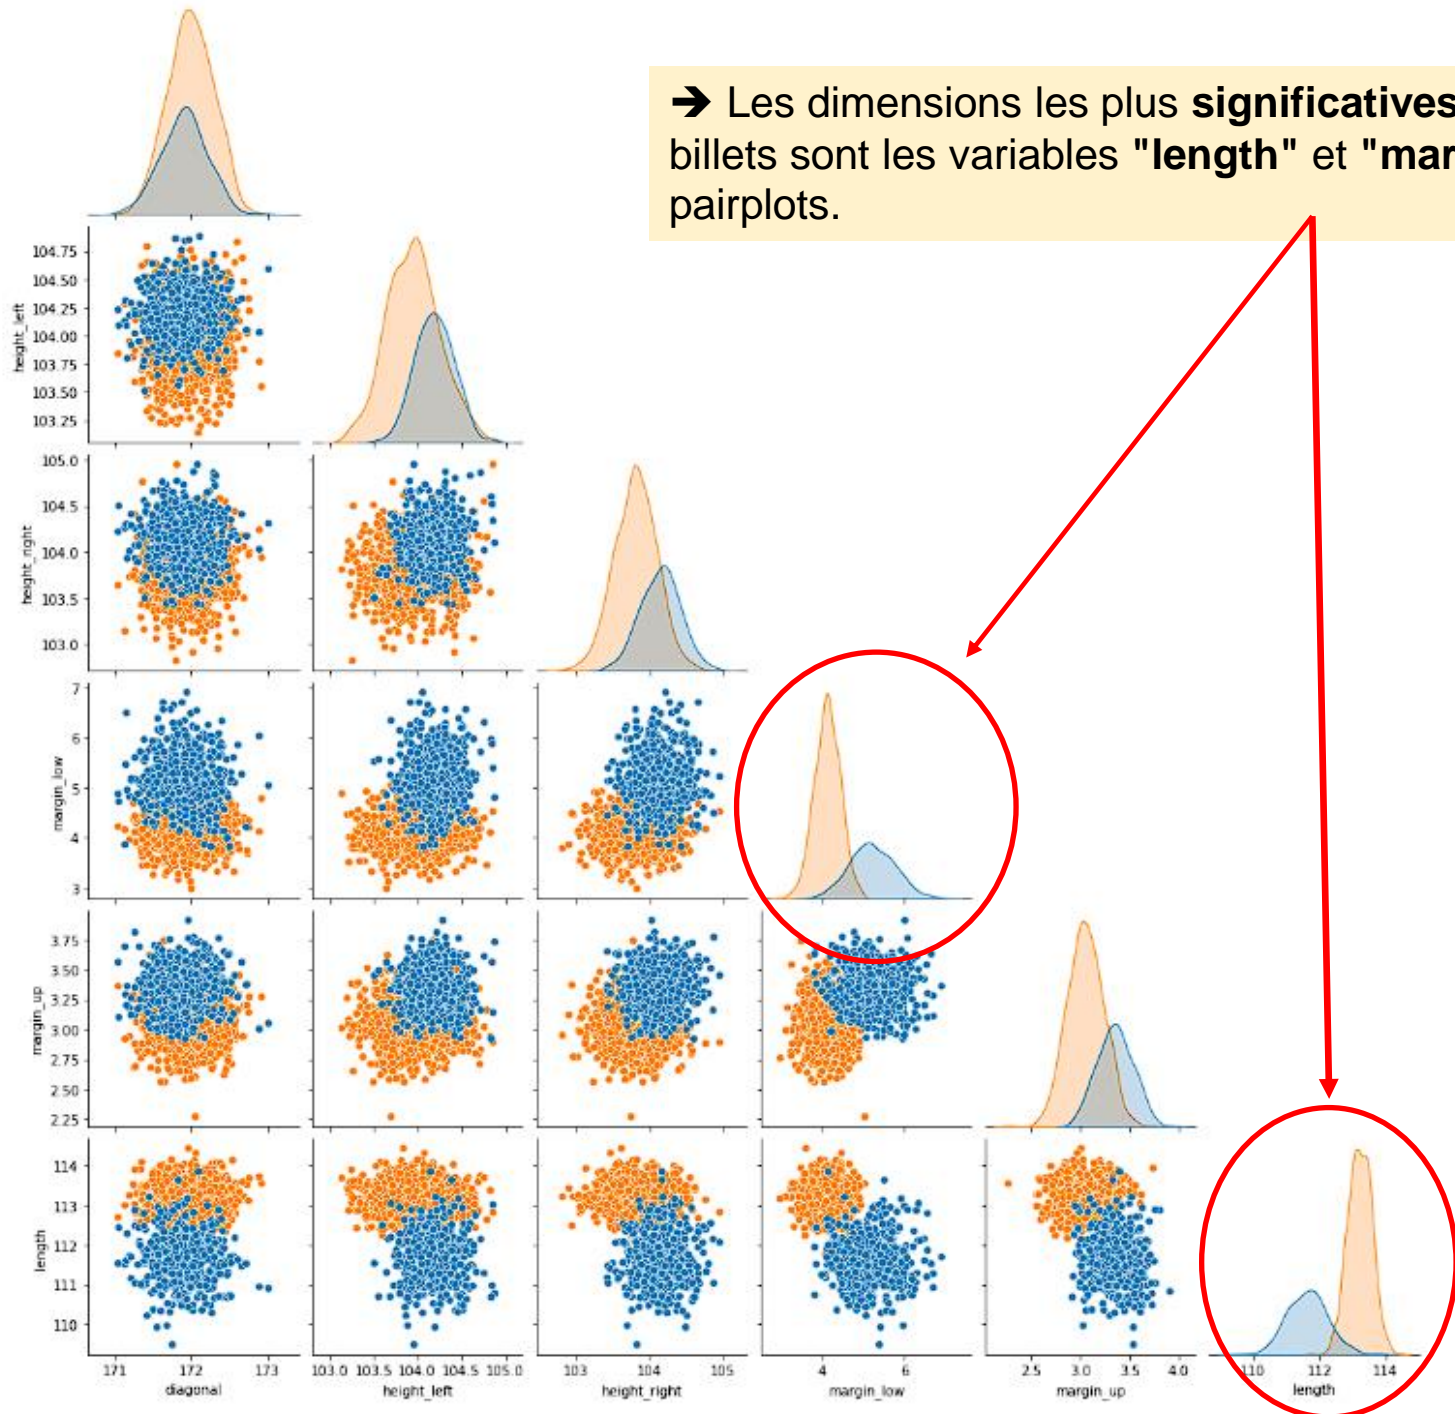 ➔ Les dimensions les plus significatives
billets sont les variables "length" et "mar
pairplots.
104.75
104.50
104.25
104.00
103.75
103.50
103.25
height_left
105.0
104.5
104.0
103.5
103.0
height_right
7
6
5
4
3
margin_low
3.75
3.50
3.25
3.00
2.75
2.50
2.25
margin_up
114
113
112
111
110
length
171 172 173
diagonal
103.0 103.5 104.0 104.5 105.0
height_left
103 104 105
height_right
4 6
margin_low
2.5 3.0 3.5 4.0
margin_up
110 112 114
length